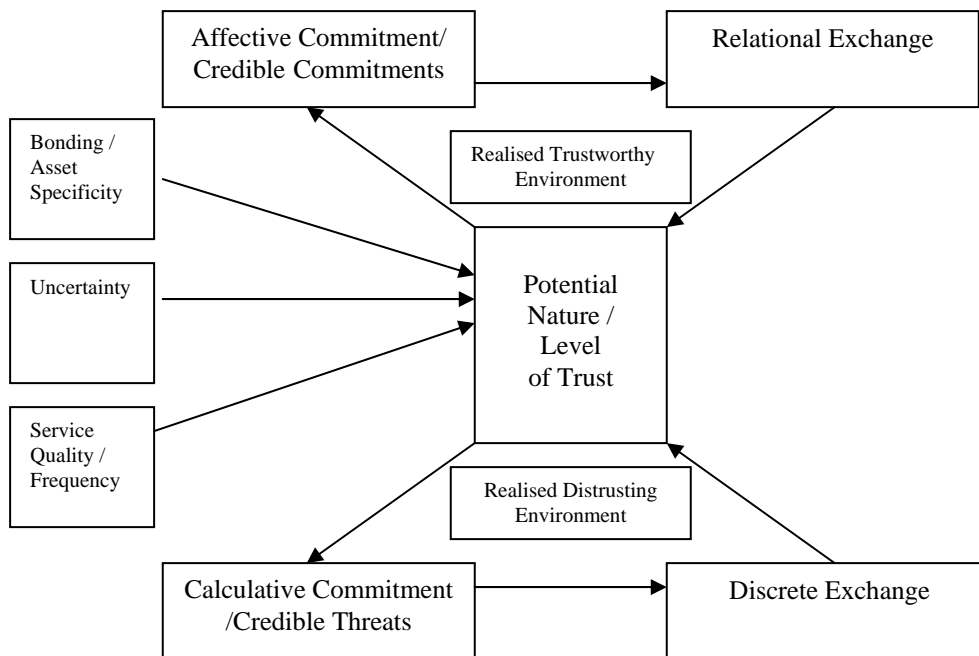 Affective Commitment/
Credible Commitments
Relational Exchange
Bonding /
Asset
Specificity
Realised Trustworthy
Environment
Uncertainty
Potential
Nature /
Level
of Trust
Service
Quality /
Frequency
Realised Distrusting
Environment
Calculative Commitment
/Credible Threats
Discrete Exchange